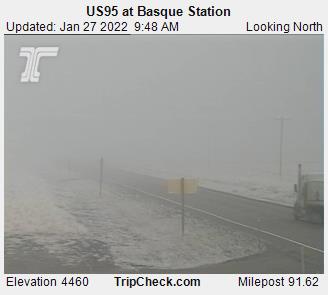 US95 at Basque Station
Updated: Jan 27 2022  9:48 AM
Looking North
Elevation 4460
TripCheck.com
Milepost 91.62